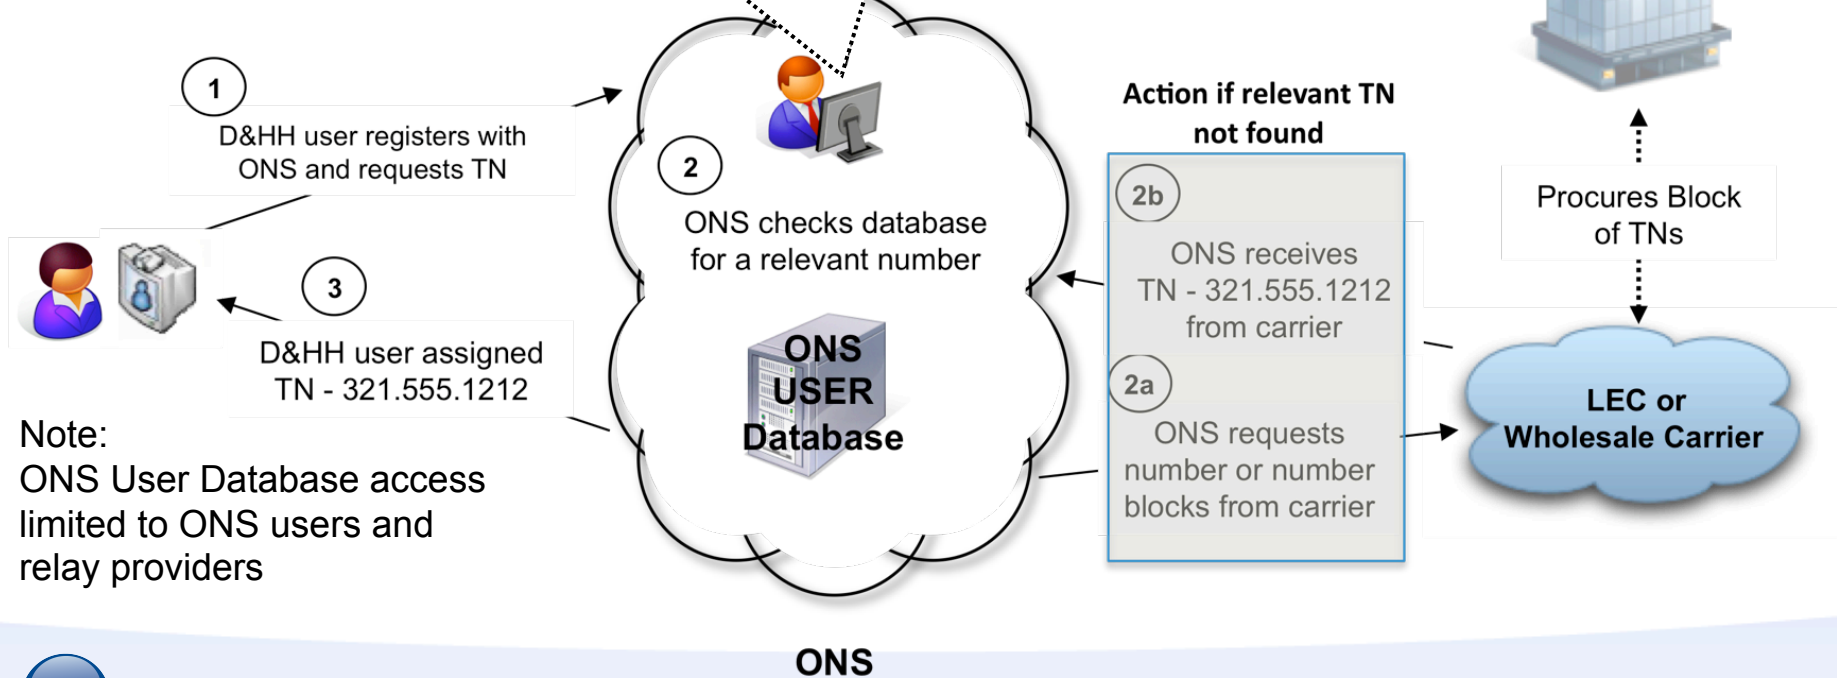 1
D&HH user registers with
ONS and requests TN
2
ONS checks database
for a relevant number
ONS
USER
Database
3
D&HH user assigned
TN - 321.555.1212
Note:
ONS User Database access
limited to ONS users and
relay providers
Action if relevant TN
not found
2b
ONS receives
TN - 321.555.1212
from carrier
2a
ONS requests
number or number
blocks from carrier
Procures Block
of TNs
LEC or
Wholesale Carrier
ONS